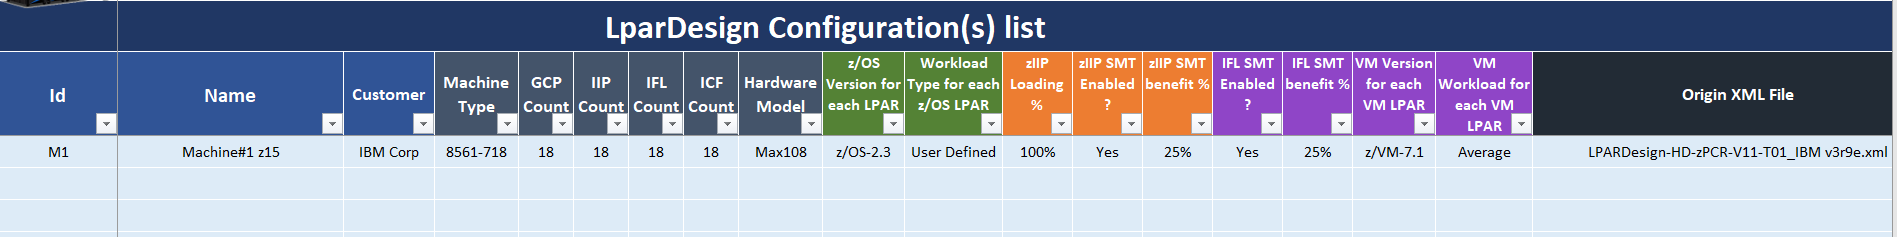 LparDesign Configuration(s) list
Id
Name
Customer
Machine
Type
GCP
Count
IIP
Count
IFL
Count
ICF
Count
Hardware
Model
z/OS
Version for
each LPAR
Workload
Type for each
z/OS LPAR
zIIP
Loading
%
zIIP SMT
Enabled
?
zIIP SMT
benefit %
IFL SMT
Enabled
?
IFL SMT
benefit %
VM Version
for each
VM LPAR
VM
Workload for
each VM
LPAR
Origin XML File
M1
Machine#1 z15
IBM Corp
8561-718
18
18
18
18
Max108
z/OS-2.3
User Defined
100%
Yes
25%
Yes
25%
z/VM-7.1
Average
LPARDesign-HD-zPCR-V11-T01_IBM v3r9e.xml